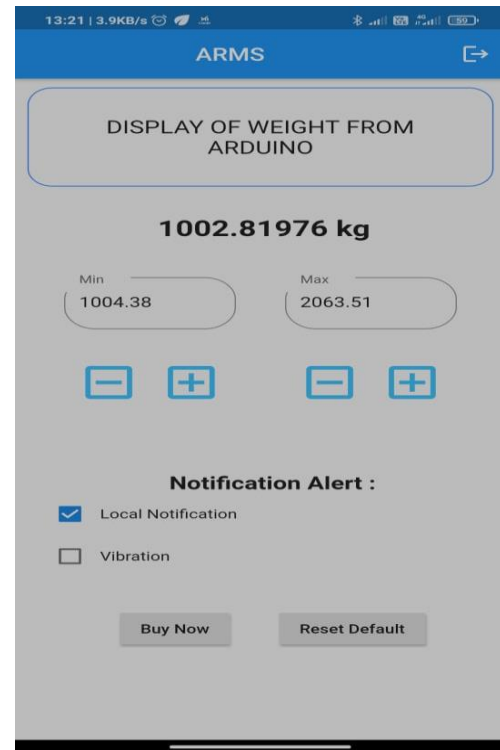 13:21 | 3.9KB/s
ARMS
DISPLAY OF WEIGHT FROM
ARDUINO
1002.81976 kg
Min
Max
1004.38
2063.51
Notification Alert :
Local Notification
Vibration
Buy Now
Reset Default